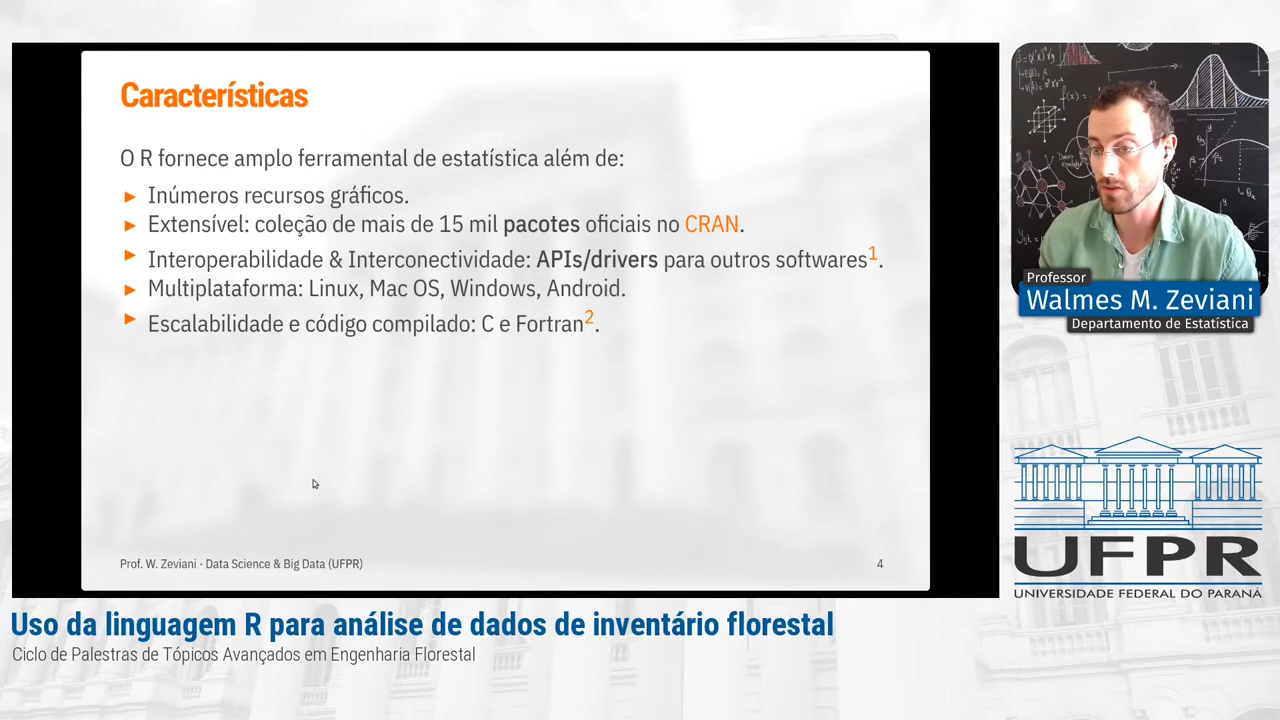 Características
O R fornece amplo ferramental de estatística além de:
► Inúmeros recursos gráficos.
► Extensível: coleção de mais de 15 mil pacotes oficiais no CRAN.
► Interoperabilidade & Interconectividade: APIs/drivers para outros softwares1.
► Multiplataforma: Linux, Mac OS, Windows, Android.
► Escalabilidade e código compilado: C e Fortran2.
Prof. W. Zeviani · Data Science & Big Data (UFPR)
4
Professor
Walmes M. Zeviani
Departamento de Estatística
UFPR
UNIVERSIDADE FEDERAL DO PARANÁ
Uso da linguagem R para análise de dados de inventário florestal
Ciclo de Palestras de Tópicos Avançados em Engenharia Florestal